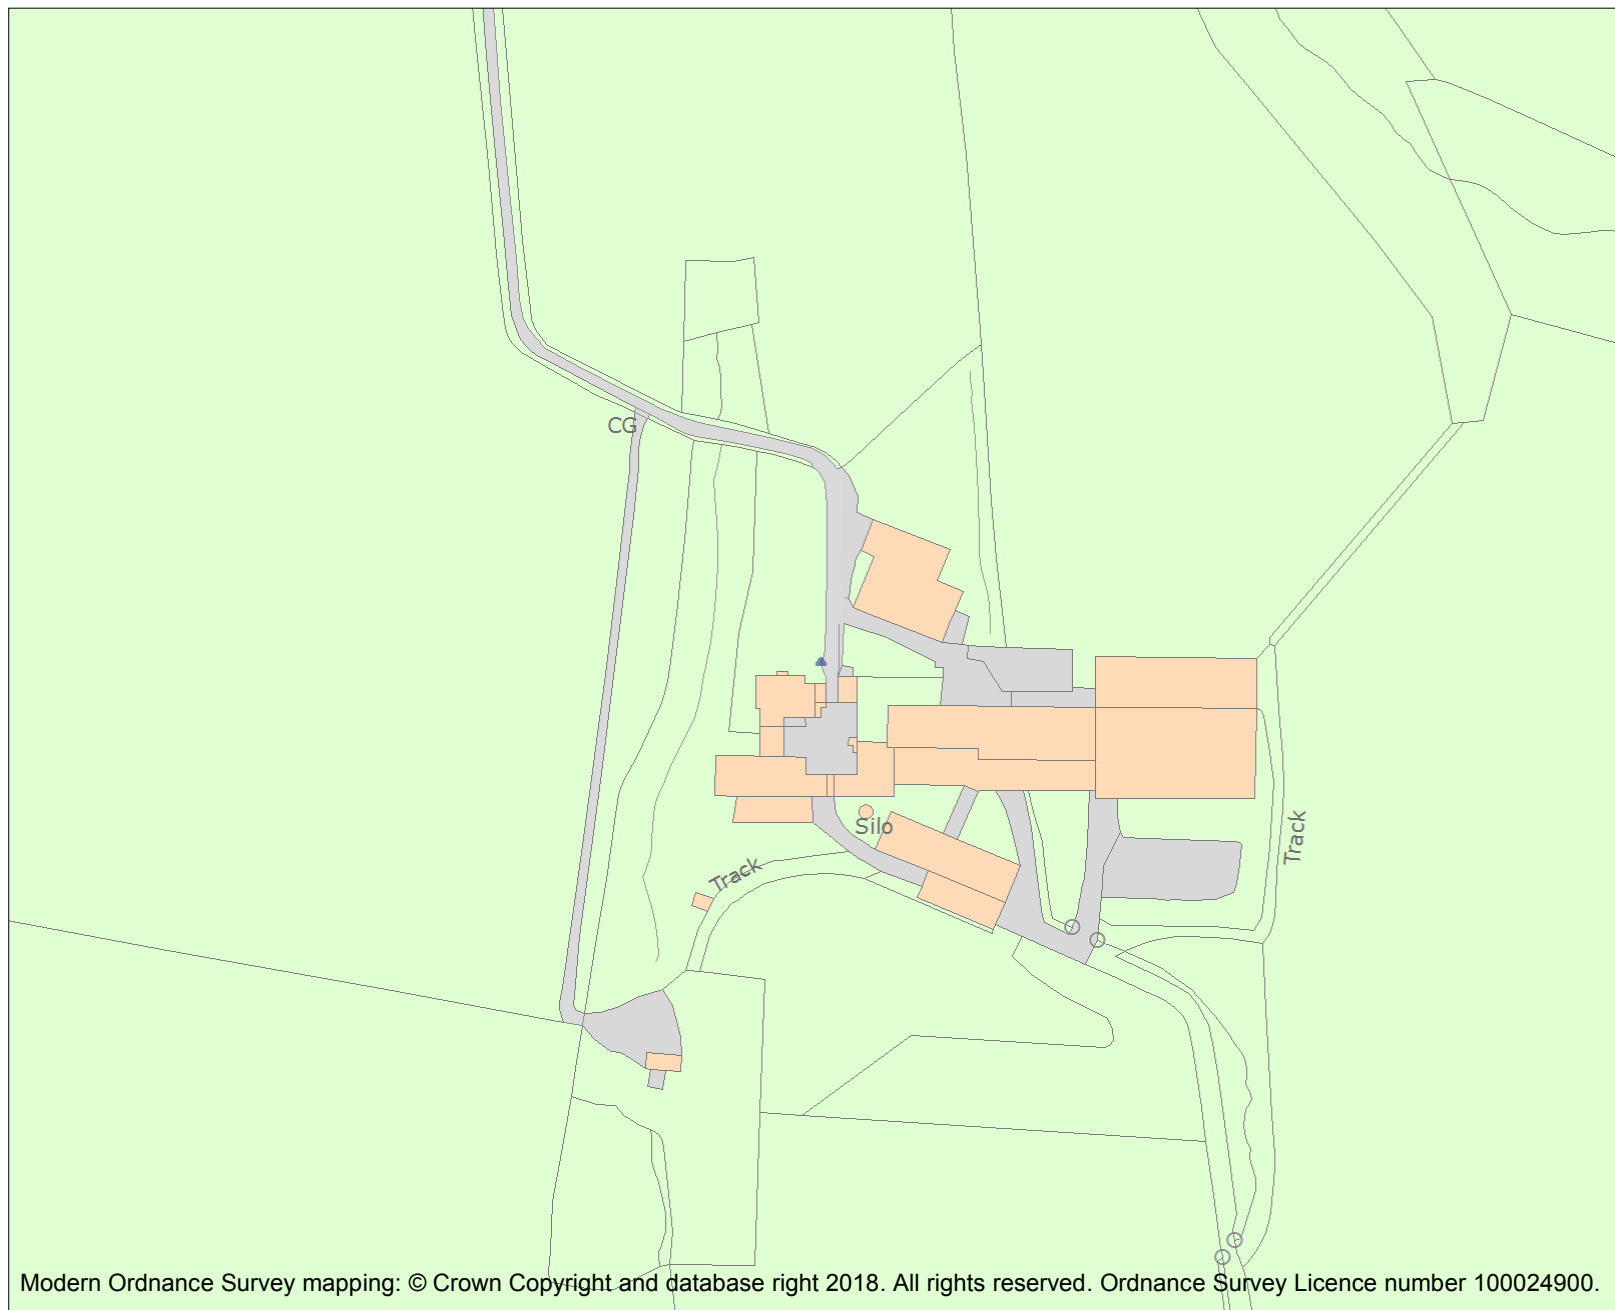 CG
Silo
Track
Track
Modern Ordnance Survey mapping: © Crown Copyright and database right 2018. All rights reserved. Ordnance Survey Licence number 100024900.